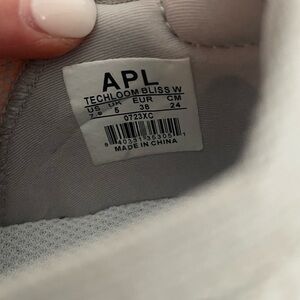 APL
TECHLOOM BLISS W
US UK EUR CM
7.5 5 38 24
0723XC
MADE IN CHINA